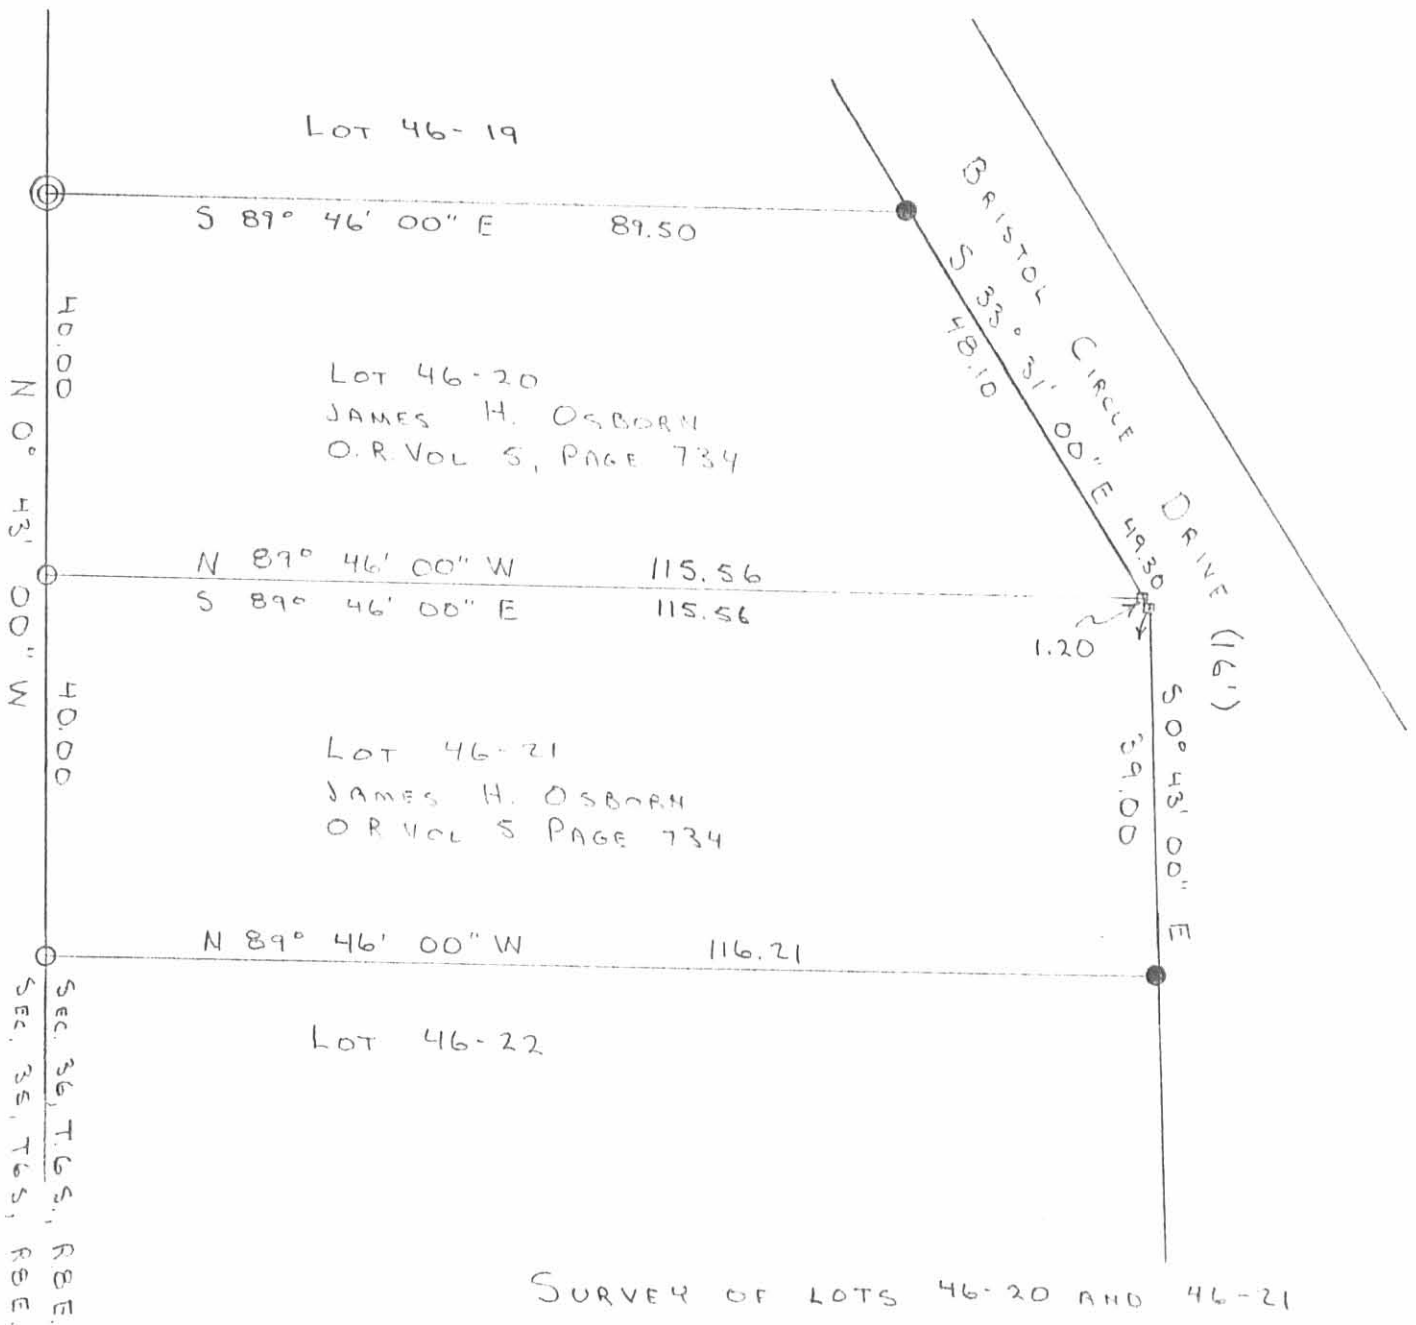 LOT 46-19
S 89° 46' 00" E 89.50
BRISTOL CIRCLE DRIVE (16')
S 33° 31' 00" E 49.30
48.10
40.00
N 0° 43' 00" W
LOT 46-20
JAMES H. OSBORN
O.R. VOL 5, PAGE 734
N 89° 46' 00" W 115.56
S 89° 46' 00" E 115.56
1.20
40.00
S 0° 43' 00" E
39.00
LOT 46-21
JAMES H. OSBORN
O R VOL 5 PAGE 734
N 89° 46' 00" W 116.21
LOT 46-22
SEC. 36, T.6S., R8E.
SEC. 35, T6S, R8E.
SURVEY OF LOTS 46-20 AND 46-21